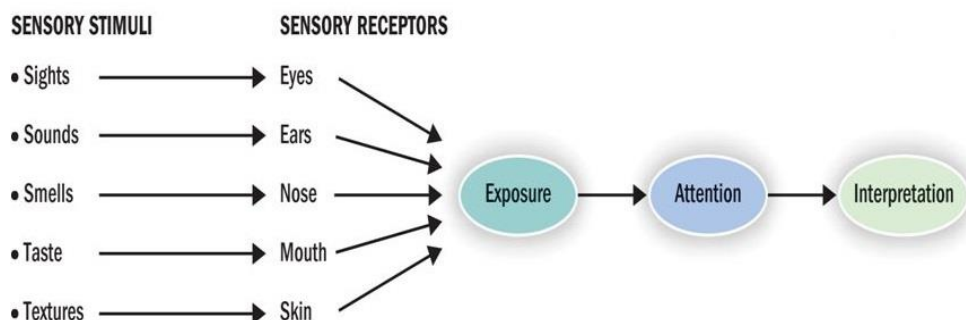 SENSORY STIMULI SENSORY RECEPTORS
• Sights Eyes
• Sounds Ears
• Smells Nose Exposure Attention Interpretation
• Taste Mouth
• Textures Skin